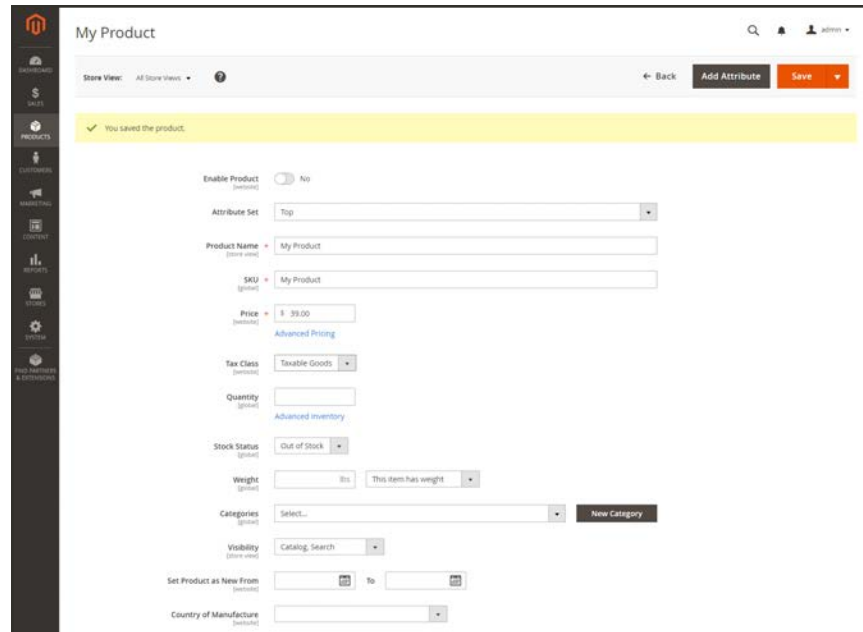 My Product
admin
DASHBOARD
SALES
PRODUCTS
CUSTOMERS
MARKETING
CONTENT
REPORTS
STORES
SYSTEM
FIND PARTNERS
& EXTENSIONS
Store View: All Store Views ?
← Back Add Attribute Save
You saved the product.
Enable Product No
[website]
Attribute Set Top
Product Name * My Product
[store view]
SKU * My Product
[global]
Price * $ 39.00
[website]
Advanced Pricing
Tax Class Taxable Goods
[website]
Quantity
[global]
Advanced Inventory
Stock Status Out of Stock
[global]
Weight lbs This item has weight
[global]
Categories Select... New Category
[global]
Visibility Catalog, Search
[store view]
Set Product as New From To
[website]
Country of Manufacture
[website]